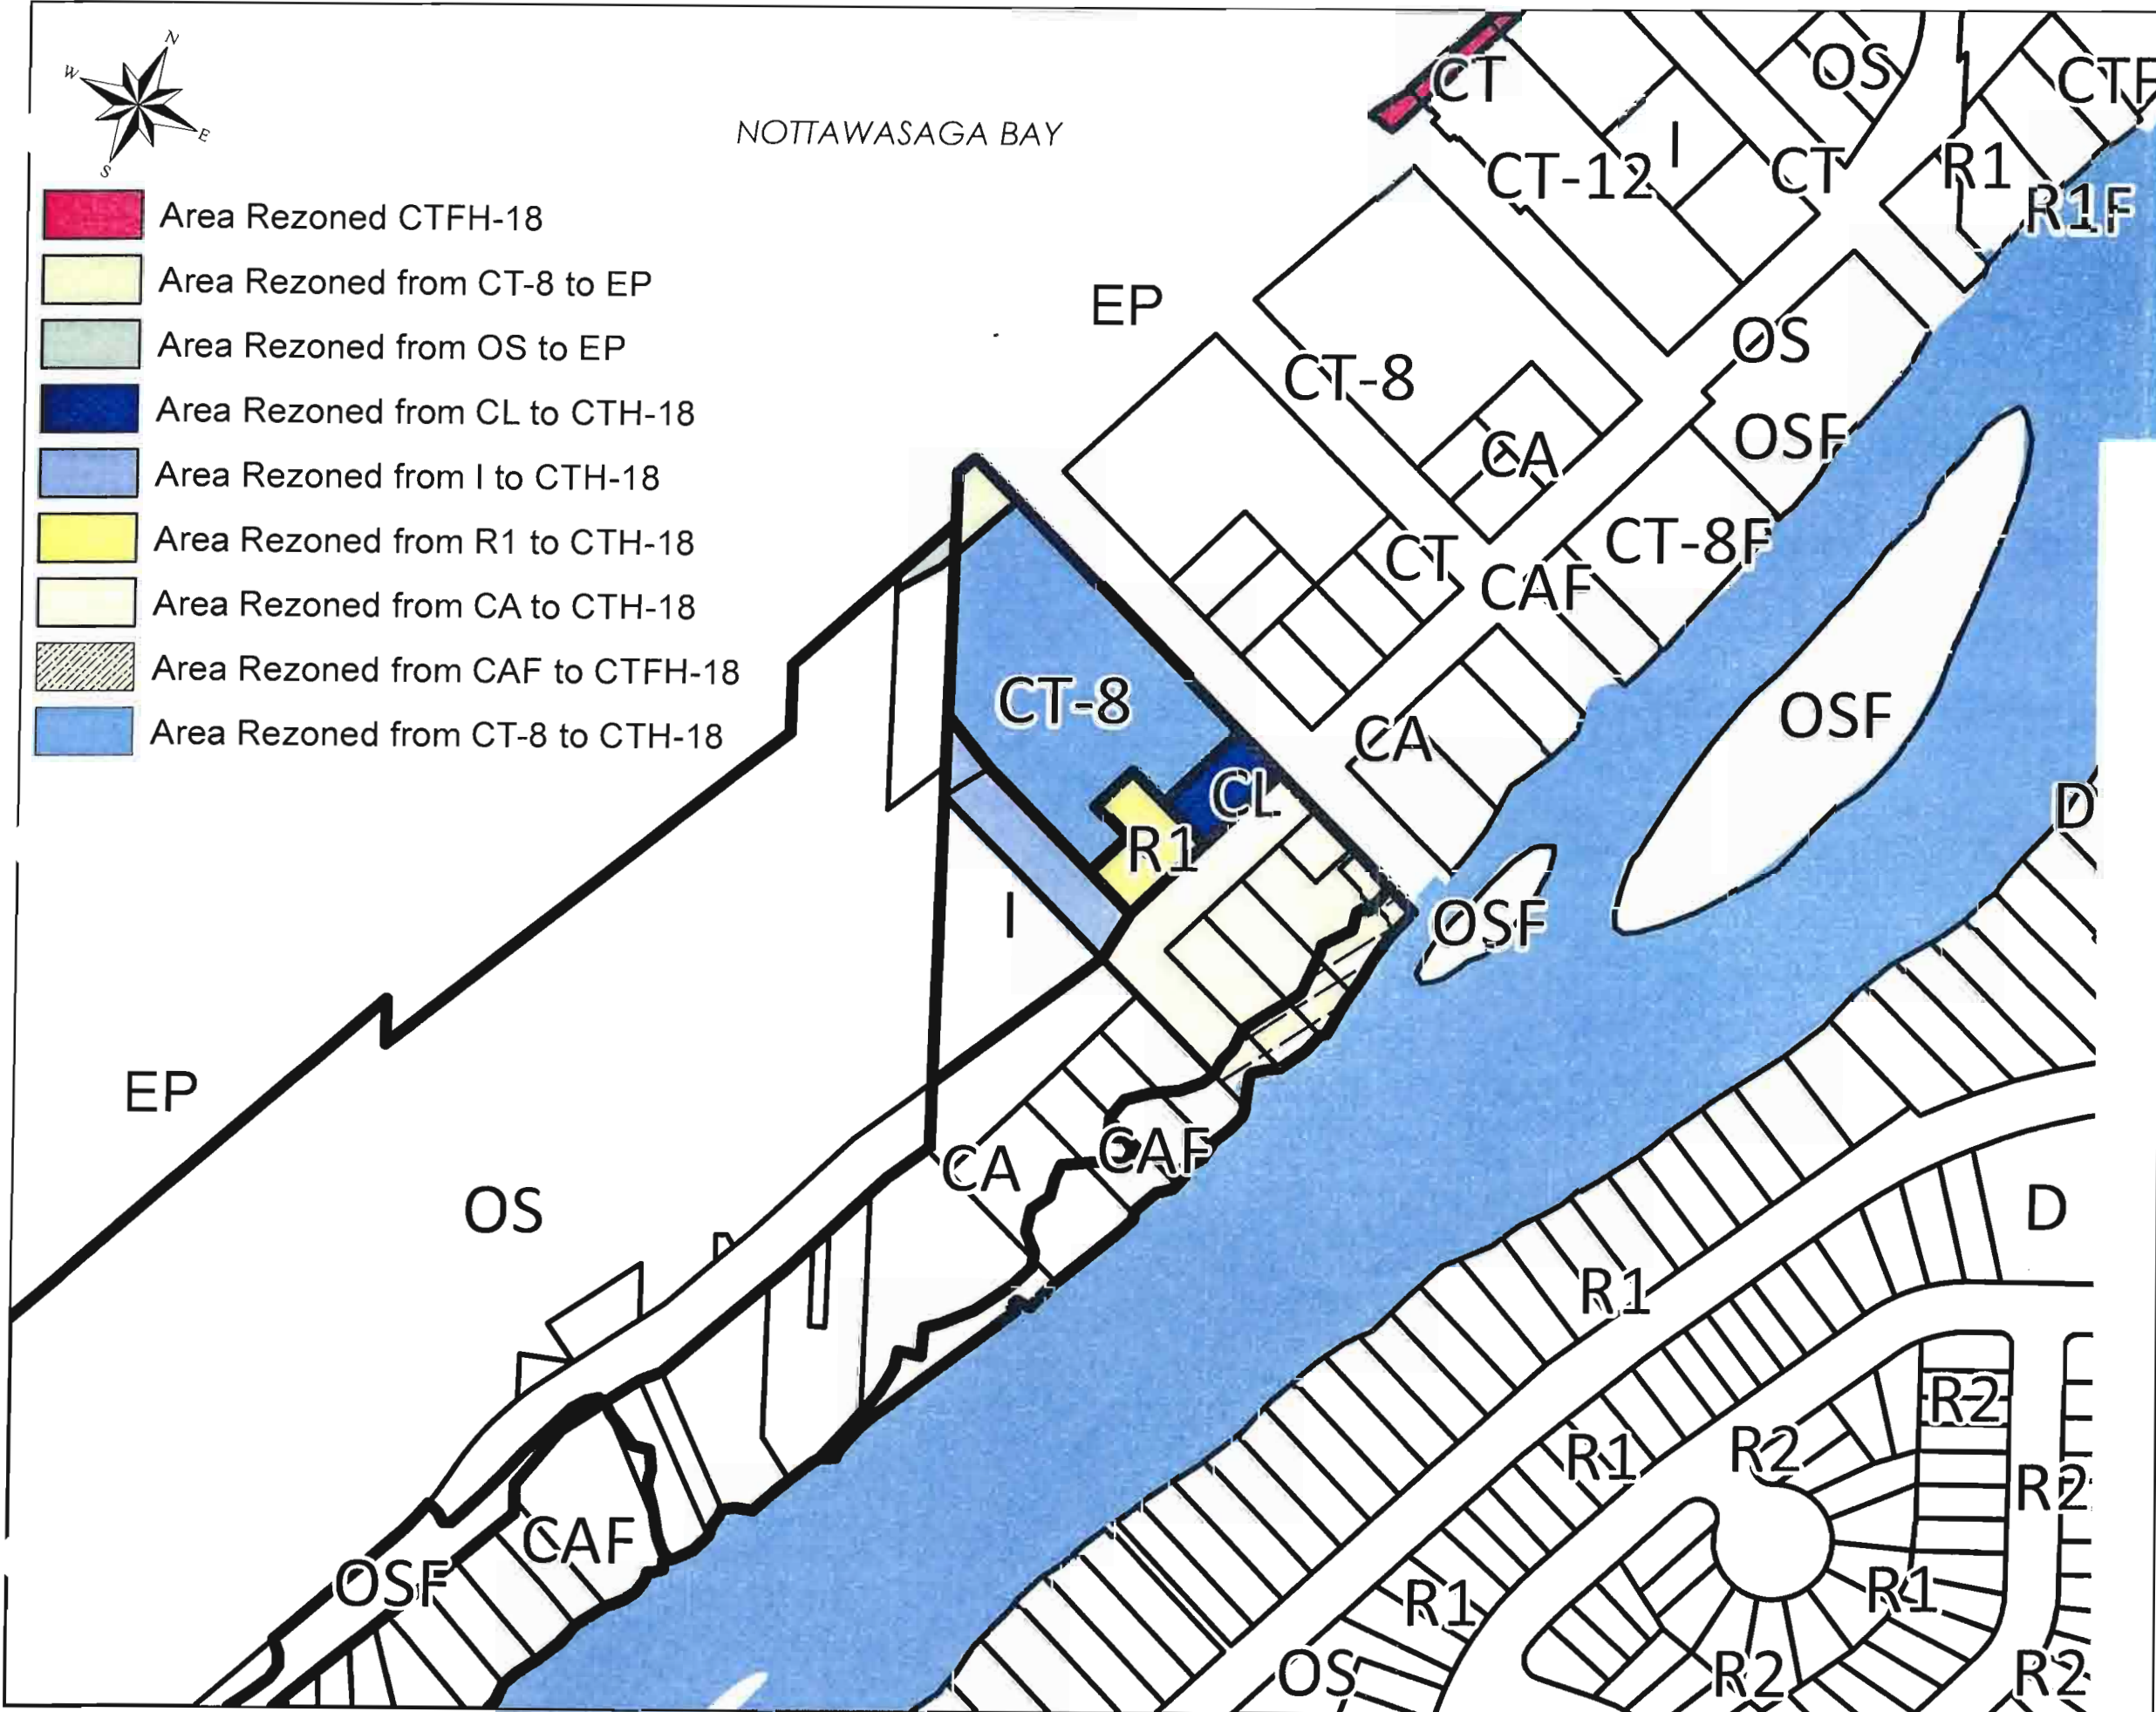 N
W
E
S
NOTTAWASAGA BAY
Area Rezoned CTFH-18
Area Rezoned from CT-8 to EP
Area Rezoned from OS to EP
Area Rezoned from CL to CTH-18
Area Rezoned from I to CTH-18
Area Rezoned from R1 to CTH-18
Area Rezoned from CA to CTH-18
Area Rezoned from CAF to CTFH-18
Area Rezoned from CT-8 to CTH-18
CT
OS
CTF
CT-12
I
CT
R1
R1F
EP
OS
CT-8
OSF
CA
CT-8F
CT
CAF
CT-8
OSF
CA
CL
D
R1
I
OSF
EP
CAF
CA
OS
D
R1
R2
R2
R1
R2
CAF
OSF
R1
R1
OS
R2
R2